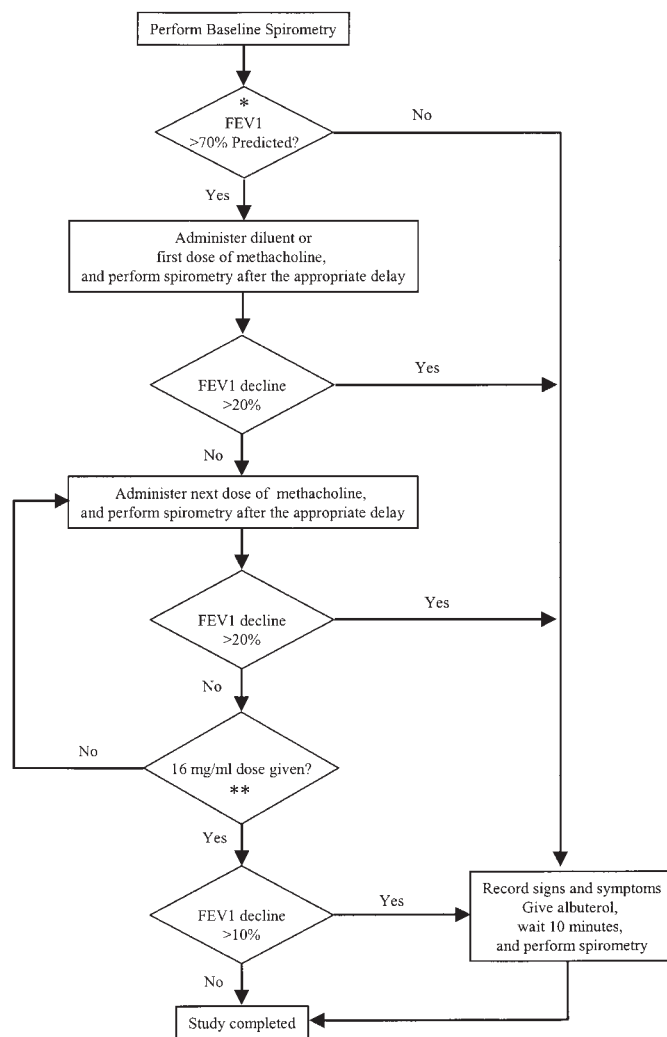 Perform Baseline Spirometry
*
FEV1
>70% Predicted?
No
Yes
Administer diluent or
first dose of methacholine,
and perform spirometry after the appropriate delay
FEV1 decline
>20%
Yes
No
Administer next dose of methacholine,
and perform spirometry after the appropriate delay
FEV1 decline
>20%
Yes
No
16 mg/ml dose given?
**
No
Yes
FEV1 decline
>10%
Yes
Record signs and symptoms
Give albuterol,
wait 10 minutes,
and perform spirometry
No
Study completed